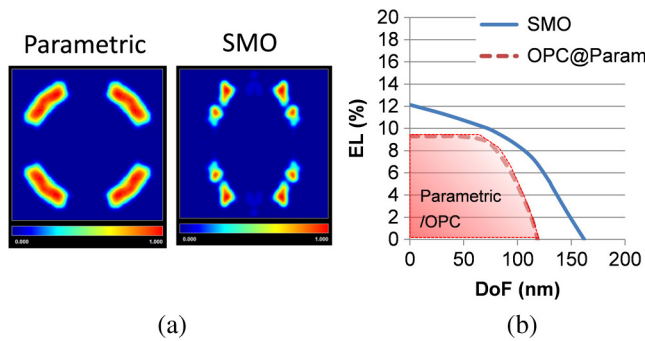 Parametric
SMO
0.000
1.000
0.000
1.000
(a)
20
18
16
14
12
10
8
6
4
2
0
EL (%)
SMO
OPC@Param
Parametric
/OPC
0
50
100
150
200
DoF (nm)
(b)